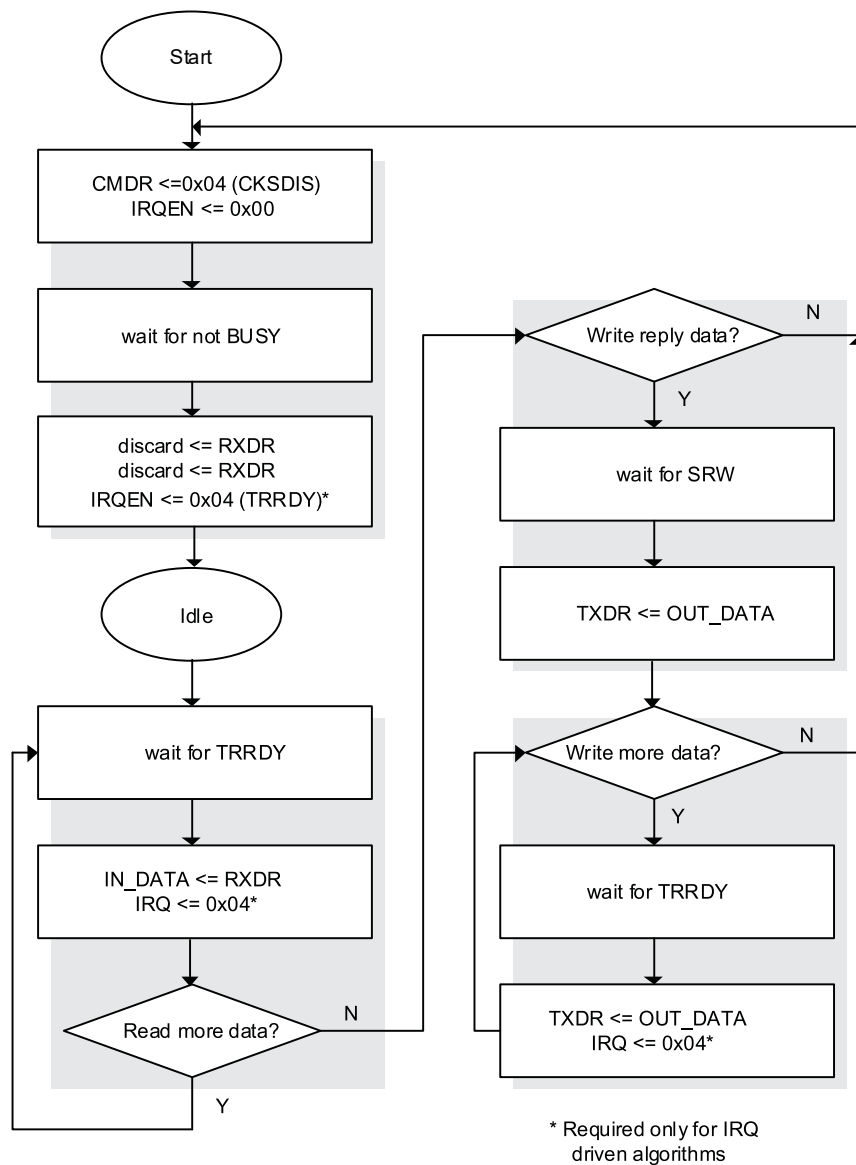 Start
CMDR <=0x04 (CKSDIS)
IRQEN <= 0x00
wait for not BUSY
discard <= RXDR
discard <= RXDR
IRQEN <= 0x04 (TRRDY)*
Idle
wait for TRRDY
IN_DATA <= RXDR
IRQ <= 0x04*
Read more data?
N
Y
Write reply data?
N
Y
wait for SRW
TXDR <= OUT_DATA
Write more data?
N
Y
wait for TRRDY
TXDR <= OUT_DATA
IRQ <= 0x04*
* Required only for IRQ
driven algorithms